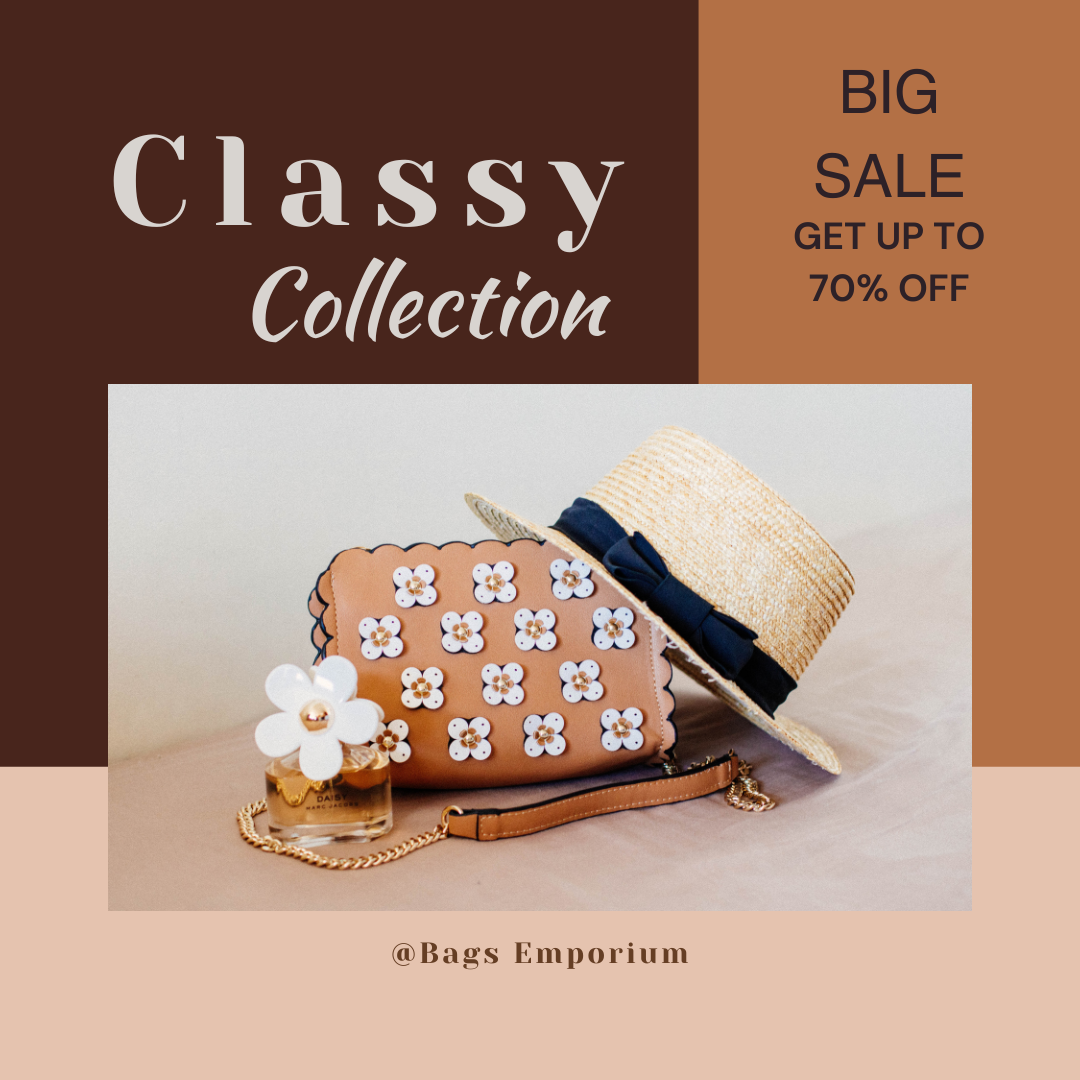 Classy
Collection
BIG
SALE
GET UP TO
70% OFF
DAISY
MARC JACOBS
@Bags Emporium